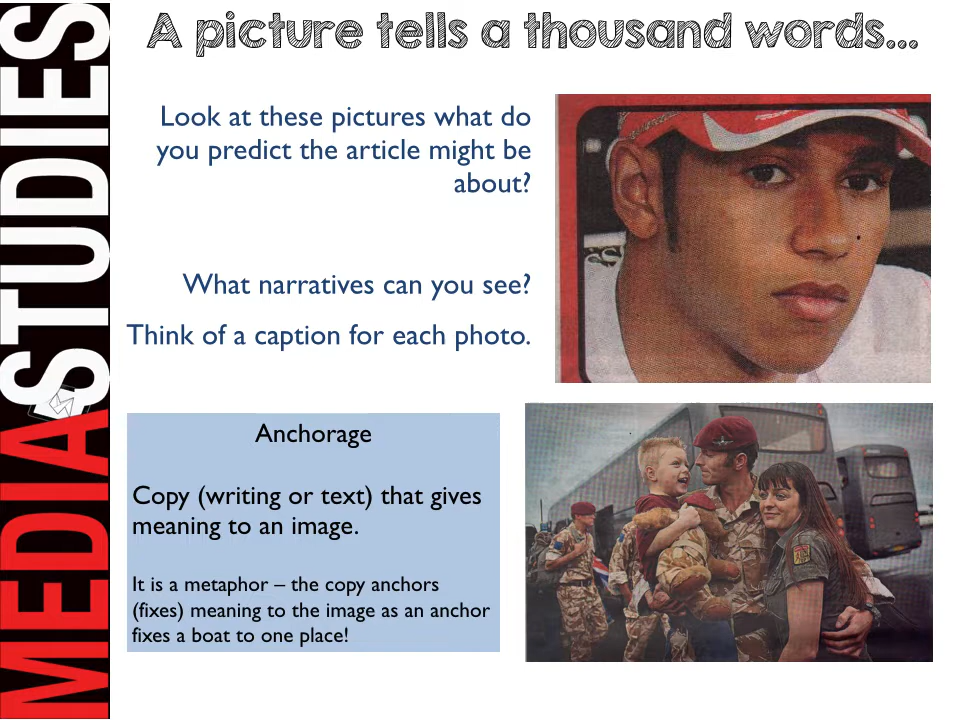 MEDIA STUDIES
A picture tells a thousand words...
Look at these pictures what do
you predict the article might be
about?
What narratives can you see?
Think of a caption for each photo.
Anchorage
Copy (writing or text) that gives
meaning to an image.
It is a metaphor – the copy anchors
(fixes) meaning to the image as an anchor
fixes a boat to one place!